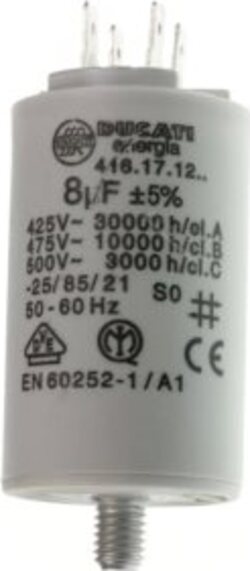 DUCATI
energia
416.17.12..
8µF ±5%
425V~ 30000 h/cl.A
475V~ 10000 h/cl.B
500V~ 3000 h/cl.C
-25/85/21 S0
50-60 Hz
EN 60252-1/A1